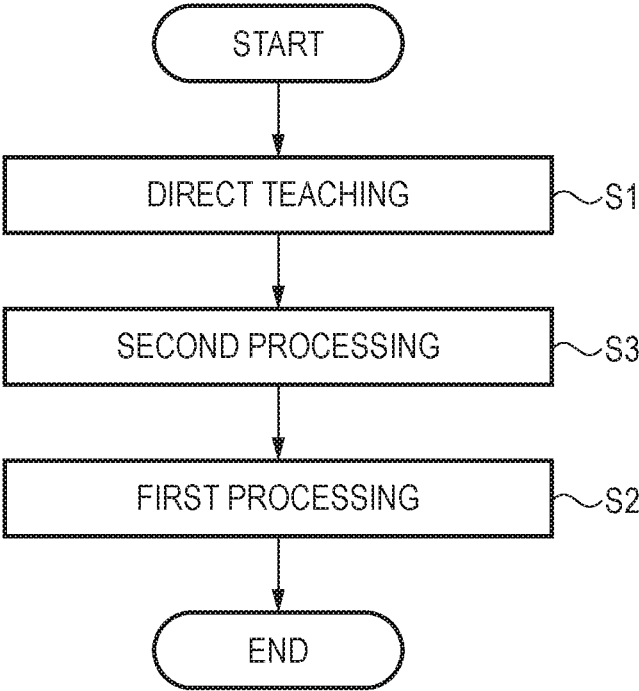 START
DIRECT TEACHING
S1
SECOND PROCESSING
S3
FIRST PROCESSING
S2
END